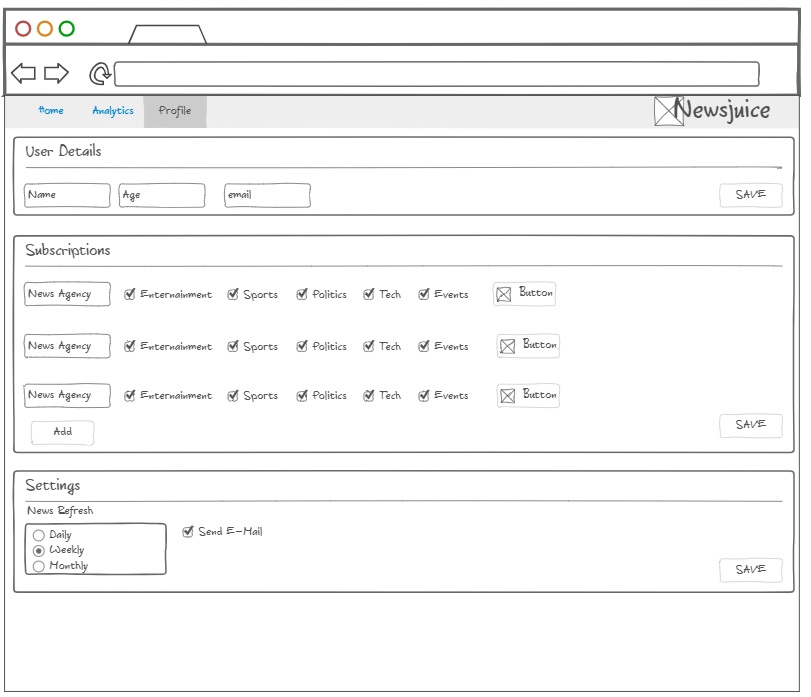 Home Analytics Profile Newsjuice
User Details
Name Age email SAVE
Subscriptions
News Agency Enternainment Sports Politics Tech Events Button
News Agency Enternainment Sports Politics Tech Events Button
News Agency Enternainment Sports Politics Tech Events Button
Add SAVE
Settings
News Refresh
Daily Send E-Mail
Weekly
Monthly SAVE